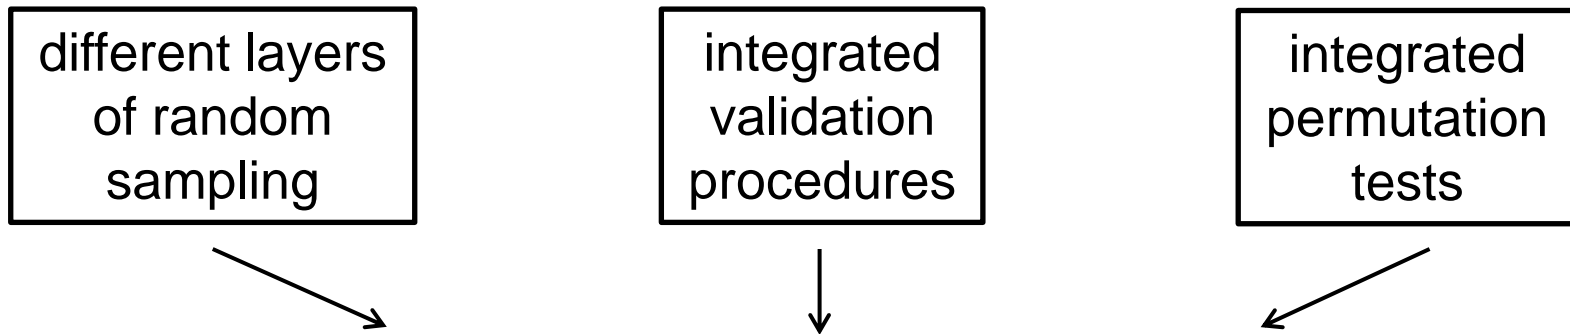 different layers
of random
sampling
integrated
validation
procedures
integrated
permutation
tests